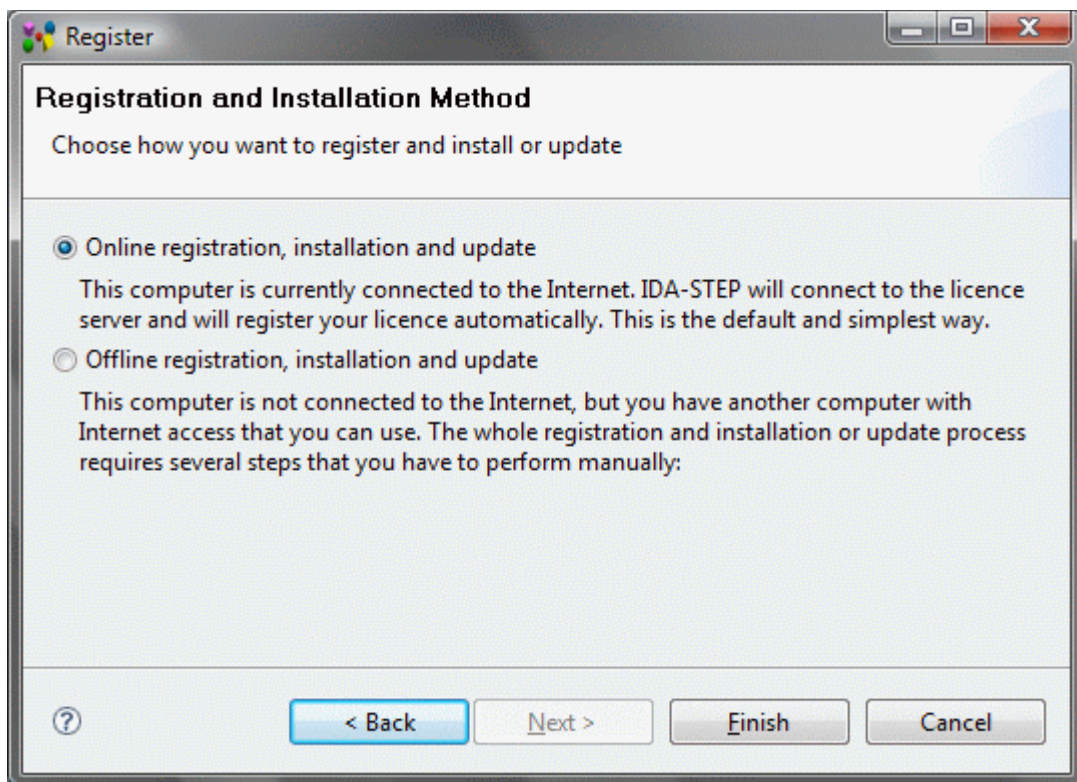 Register
Registration and Installation Method
Choose how you want to register and install or update
Online registration, installation and update
This computer is currently connected to the Internet. IDA-STEP will connect to the licence
server and will register your licence automatically. This is the default and simplest way.
Offline registration, installation and update
This computer is not connected to the Internet, but you have another computer with
Internet access that you can use. The whole registration and installation or update process
requires several steps that you have to perform manually:
? < Back Next > Finish Cancel